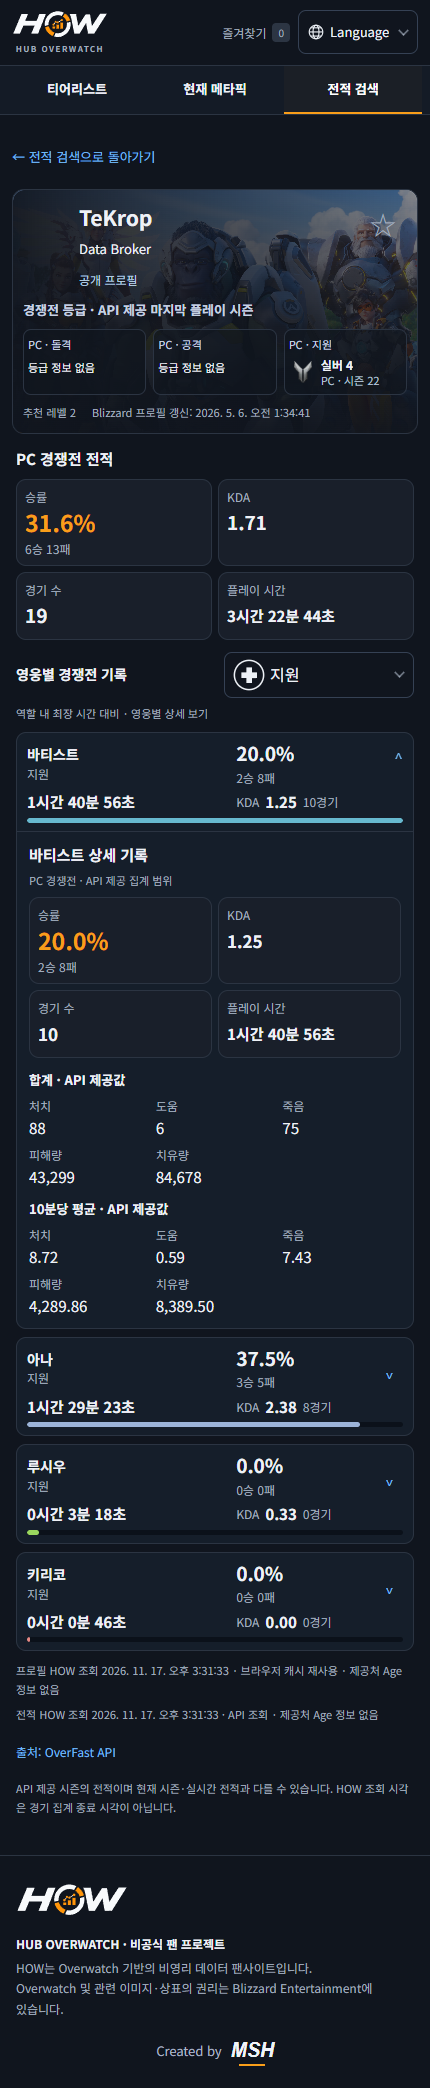 HOW
HUB OVERWATCH
즐겨찾기 0
Language
티어리스트 현재 메타픽 전적 검색
← 전적 검색으로 돌아가기
TeKrop
Data Broker
공개 프로필
경쟁전 등급 · API 제공 마지막 플레이 시즌
PC · 돌격
등급 정보 없음
PC · 공격
등급 정보 없음
PC · 지원
실버 4
PC · 시즌 22
추천 레벨 2 Blizzard 프로필 갱신: 2026. 5. 6. 오전 1:34:41
PC 경쟁전 전적
승률
31.6%
6승 13패
KDA
1.71
경기 수
19
플레이 시간
3시간 22분 44초
영웅별 경쟁전 기록
지원
역할 내 최장 시간 대비 · 영웅별 상세 보기
바티스트
지원
1시간 40분 56초
20.0%
2승 8패
KDA 1.25 10경기
바티스트 상세 기록
PC 경쟁전 · API 제공 집계 범위
승률
20.0%
2승 8패
KDA
1.25
경기 수
10
플레이 시간
1시간 40분 56초
합계 · API 제공값
처치 도움 죽음
88 6 75
피해량 치유량
43,299 84,678
10분당 평균 · API 제공값
처치 도움 죽음
8.72 0.59 7.43
피해량 치유량
4,289.86 8,389.50
아나
지원
1시간 29분 23초
37.5%
3승 5패
KDA 2.38 8경기
루시우
지원
0시간 3분 18초
0.0%
0승 0패
KDA 0.33 0경기
키리코
지원
0시간 0분 46초
0.0%
0승 0패
KDA 0.00 0경기
프로필 HOW 조회 2026. 11. 17. 오후 3:31:33 · 브라우저 캐시 재사용 · 제공처 Age
정보 없음
전적 HOW 조회 2026. 11. 17. 오후 3:31:33 · API 조회 · 제공처 Age 정보 없음
출처: OverFast API
API 제공 시즌의 전적이며 현재 시즌·실시간 전적과 다를 수 있습니다. HOW 조회 시각
은 경기 집계 종료 시각이 아닙니다.
HOW
HUB OVERWATCH · 비공식 팬 프로젝트
HOW는 Overwatch 기반의 비영리 데이터 팬사이트입니다.
Overwatch 및 관련 이미지·상표의 권리는 Blizzard Entertainment에
있습니다.
Created by MSH